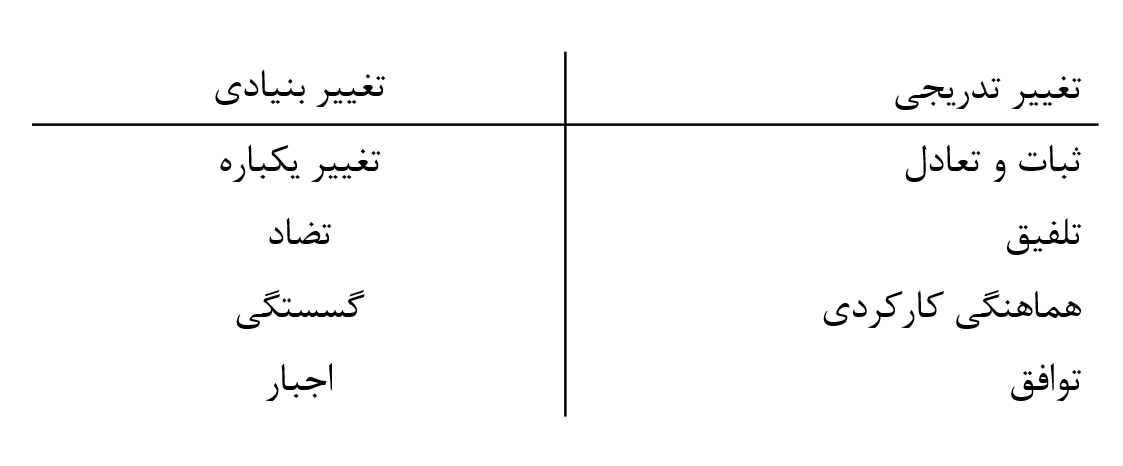 تغییر تدریجی	تغییر بنیادی
ثبات و تعادل	تغییر یکباره
تلفیق	تضاد
هماهنگی کارکردی	گسستگی
توافق	اجبار